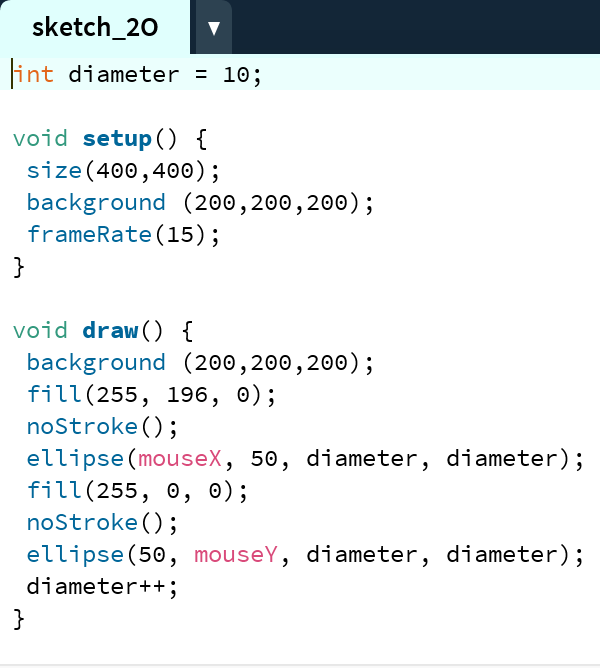 sketch_20
▼
int diameter = 10;
void setup() {
size(400,400);
background (200,200,200);
frameRate(15);
}
void draw() {
background (200,200,200);
fill(255, 196, 0);
noStroke();
ellipse(mouseX, 50, diameter, diameter);
fill(255, 0, 0);
noStroke();
ellipse(50, mouseY, diameter, diameter);
diameter++;
}